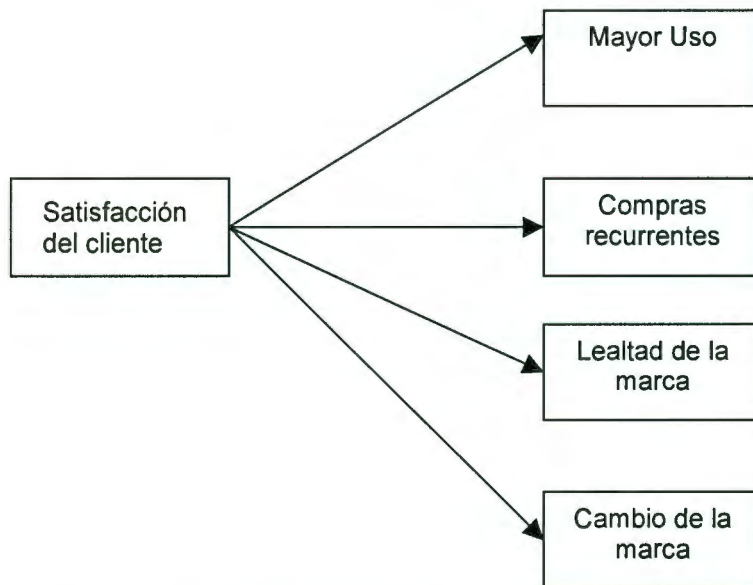 Mayor Uso
Satisfacción
del cliente
Compras
recurrentes
Lealtad de la
marca
Cambio de la
marca